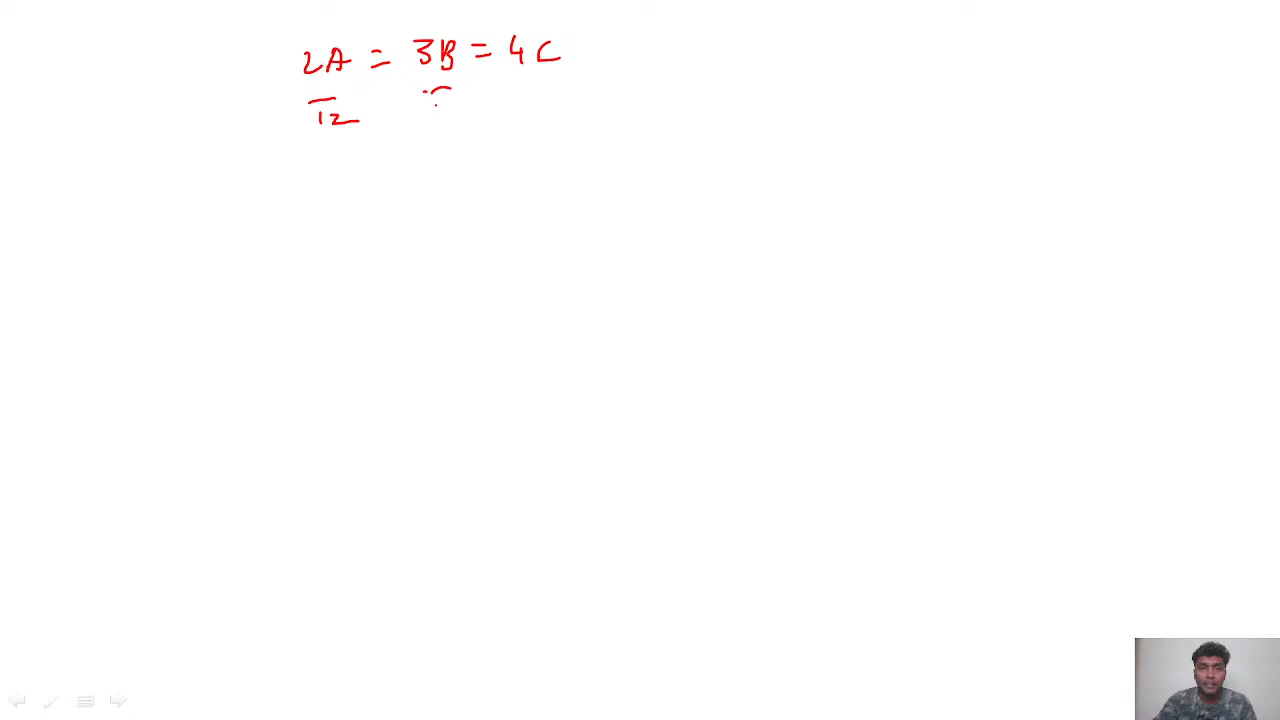 2A = 3B = 4C
12